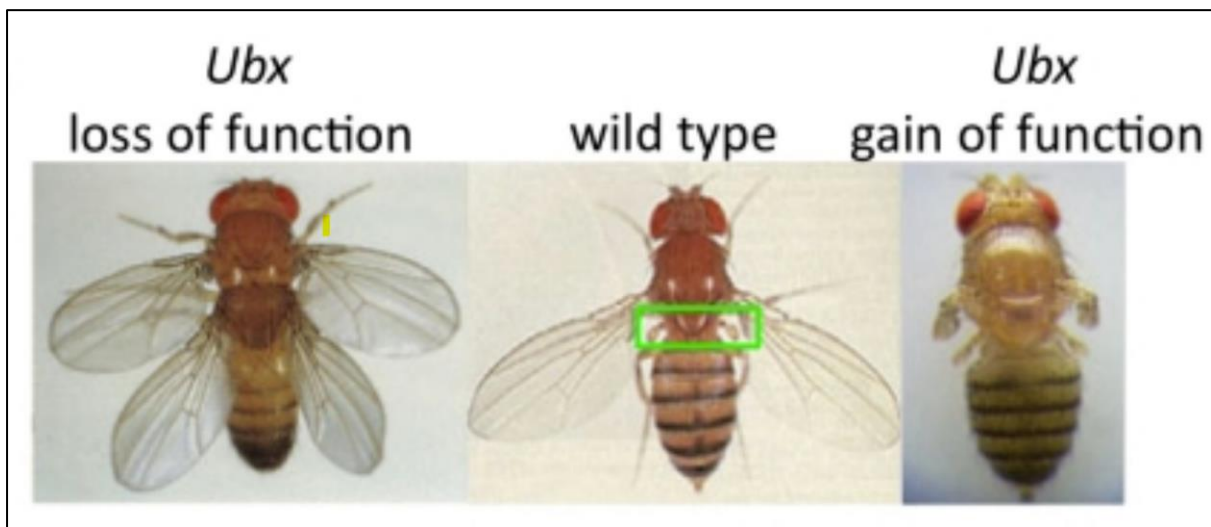 Ubx
loss of function
wild type
Ubx
gain of function